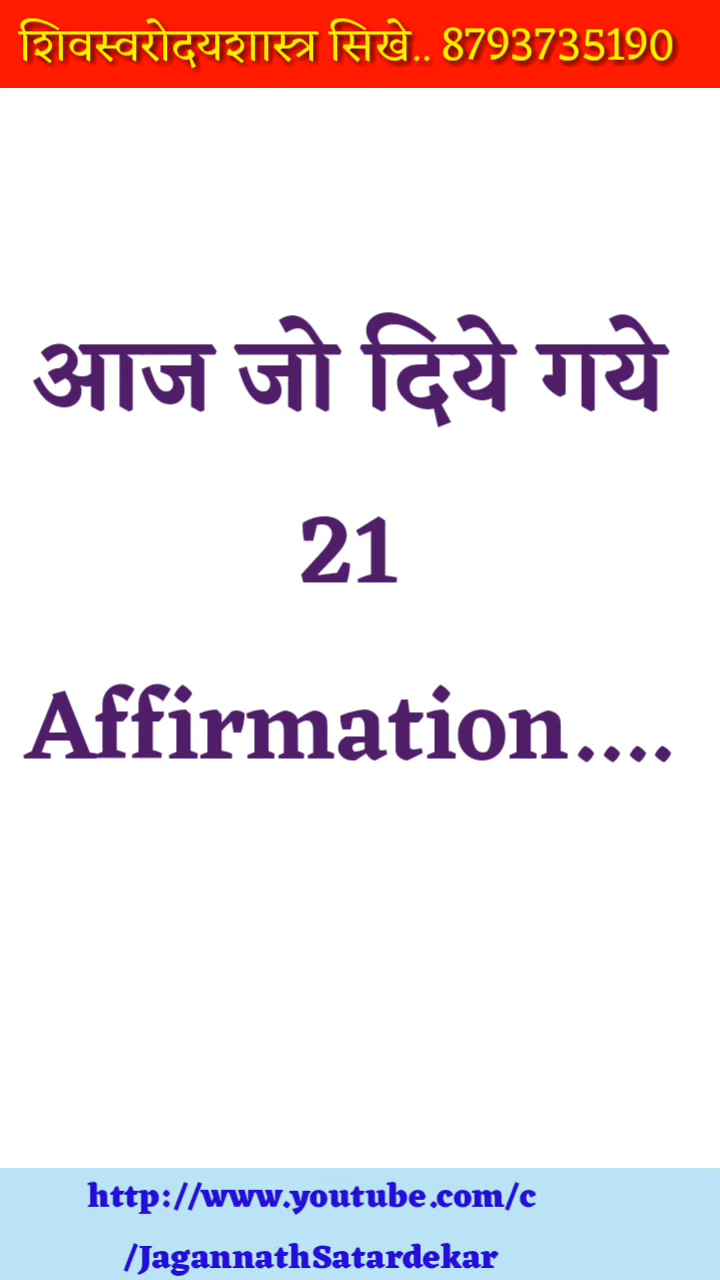 शिवस्वरोदयशास्त्र सिखे.. 8793735190
आज जो दिये गये
21
Affirmation....
http://www.youtube.com/c
/JagannathSatardekar